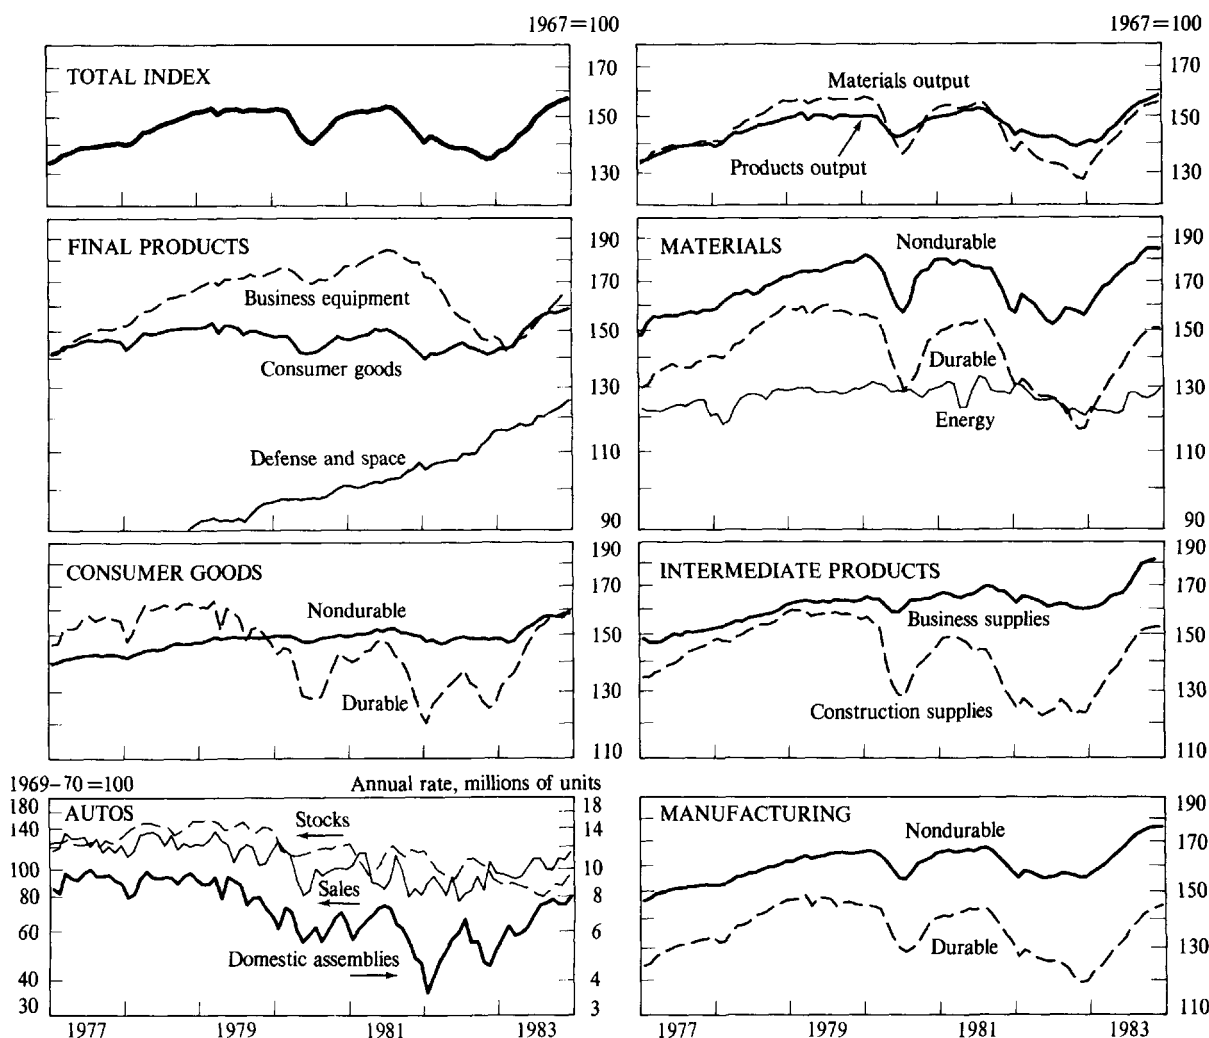 1967=100
TOTAL INDEX
170
150
130
1967=100
Materials output
Products output
170
150
130
FINAL PRODUCTS
Business equipment
Consumer goods
Defense and space
190
170
150
130
110
90
MATERIALS
Nondurable
Durable
Energy
190
170
150
130
110
90
CONSUMER GOODS
Nondurable
Durable
190
170
150
130
110
INTERMEDIATE PRODUCTS
Business supplies
Construction supplies
190
170
150
130
110
1969–70=100
Annual rate, millions of units
AUTOS
Stocks
Sales
Domestic assemblies
180
140
100
80
60
40
30
18
14
10
8
6
4
3
1977
1979
1981
1983
MANUFACTURING
Nondurable
Durable
190
170
150
130
110
1977
1979
1981
1983